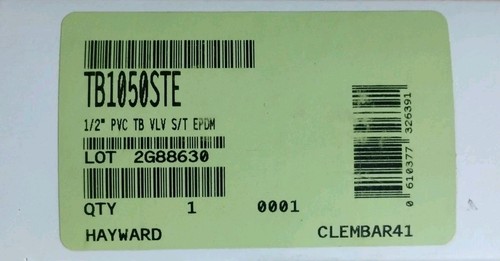 TB1050STE
1/2" PVC TB VLV S/T EPDM
LOT 2G88630
QTY 1 0001
HAYWARD CLEMBAR41
0 610377 326391